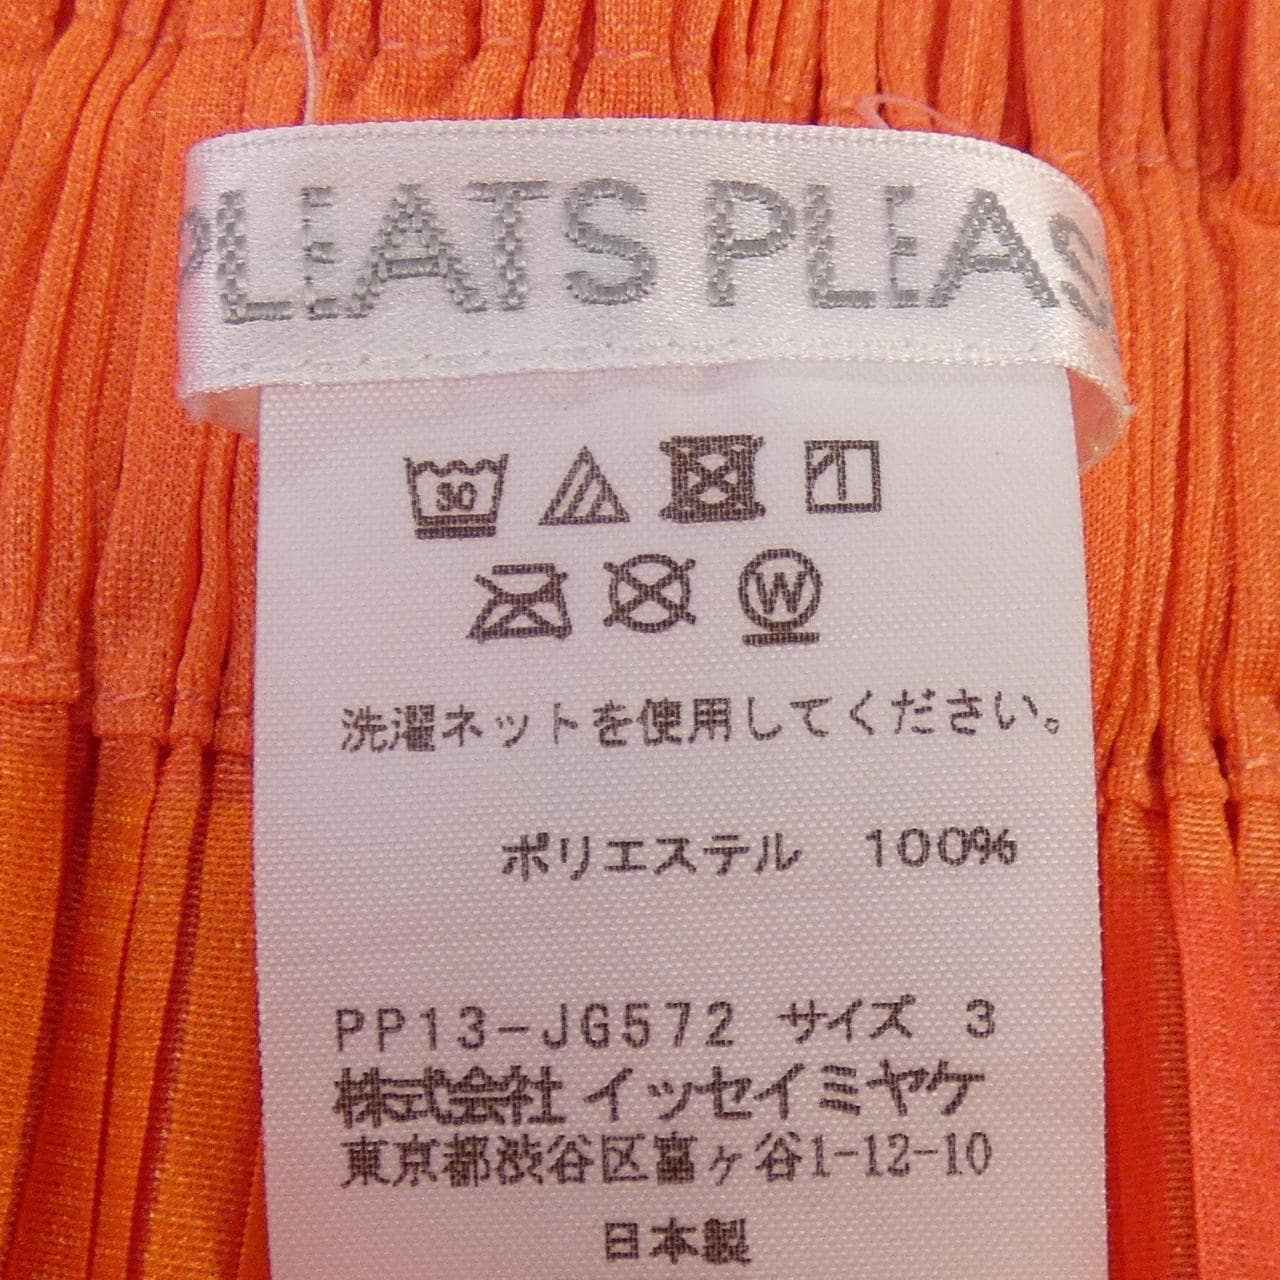 PLEATS PLEAS
30
W
洗濯ネットを使用してください。
ポリエステル 100%
PP13-JG572 サイズ 3
株式会社 イッセイミヤケ
東京都渋谷区富ヶ谷1-12-10
日本製